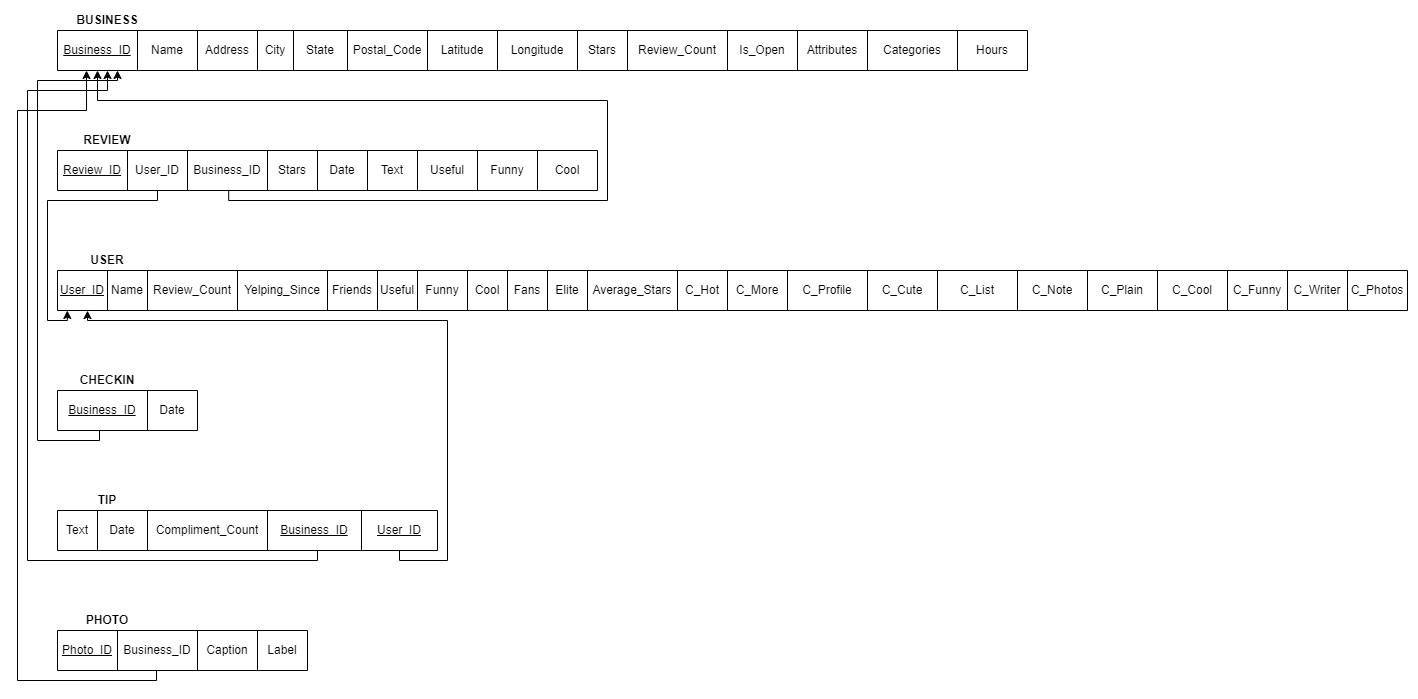 BUSINESS
Business_ID Name Address City State Postal_Code Latitude Longitude Stars Review_Count Is_Open Attributes Categories Hours
REVIEW
Review_ID User_ID Business_ID Stars Date Text Useful Funny Cool
USER
User_ID Name Review_Count Yelping_Since Friends Useful Funny Cool Fans Elite Average_Stars C_Hot C_More C_Profile C_Cute C_List C_Note C_Plain C_Cool C_Funny C_Writer C_Photos
CHECKIN
Business_ID Date
TIP
Text Date Compliment_Count Business_ID User_ID
PHOTO
Photo_ID Business_ID Caption Label